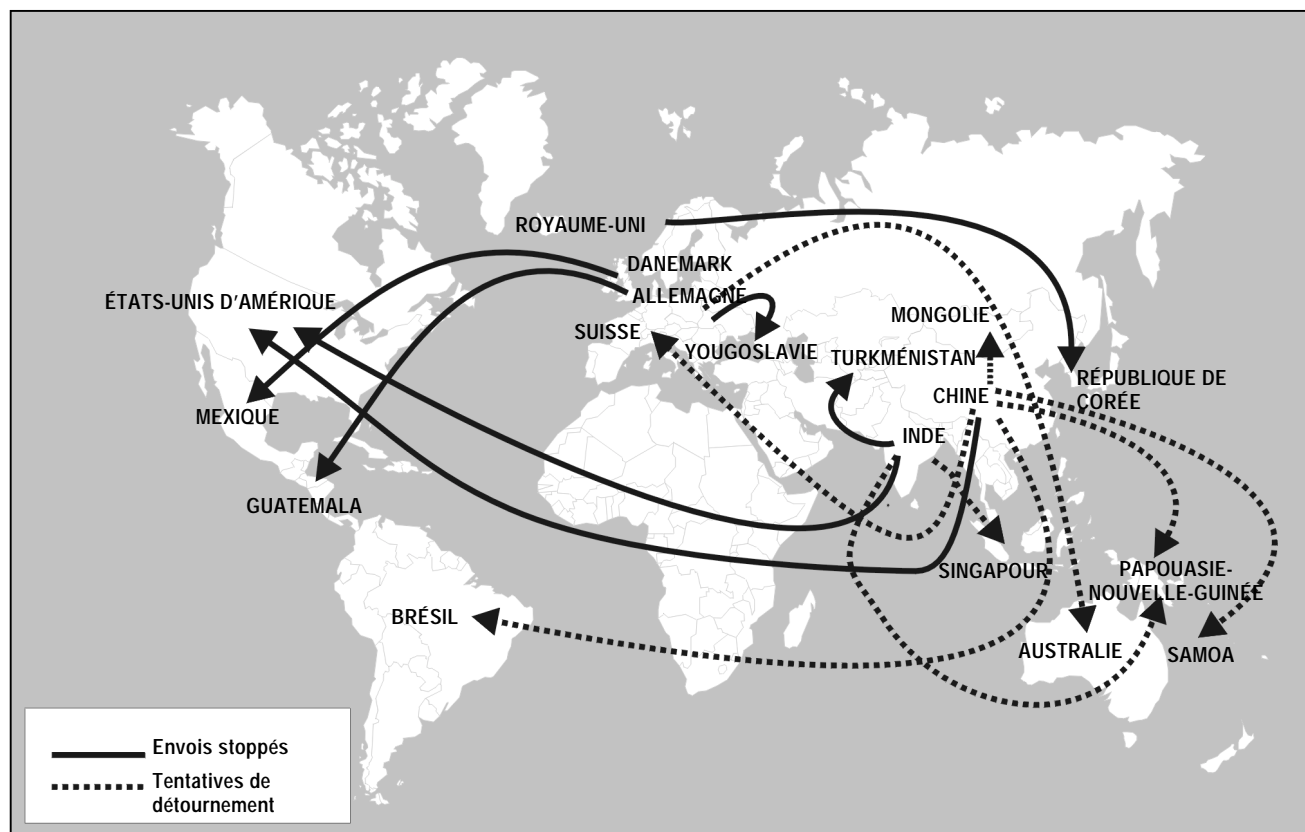 ROYAUME-UNI
DANEMARK
ALLEMAGNE
ÉTATS-UNIS D'AMÉRIQUE
MONGOLIE
SUISSE
YOUGOSLAVIE
TURKMÉNISTAN
RÉPUBLIQUE DE
CORÉE
CHINE
MEXIQUE
INDE
GUATEMALA
SINGAPOUR
PAPOUASIE-
NOUVELLE-GUINÉE
BRÉSIL
AUSTRALIE
SAMOA
Envois stoppés
Tentatives de
détournement